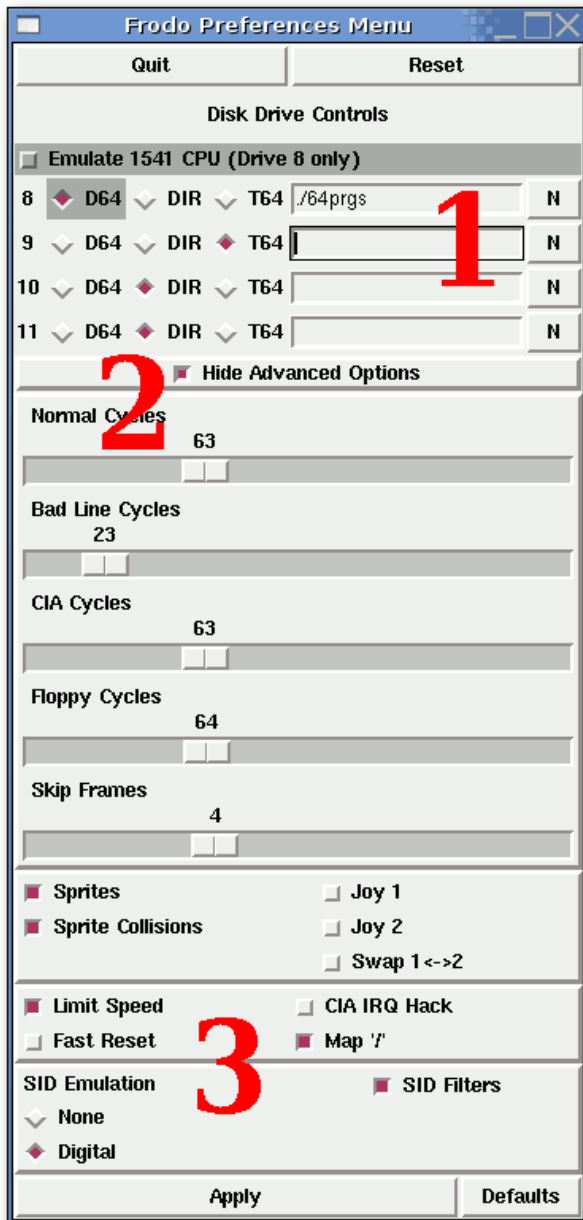 Frodo Preferences Menu
Quit Reset
Disk Drive Controls
Emulate 1541 CPU (Drive 8 only)
8 D64 DIR T64 ./64prgs N
9 D64 DIR T64 N
10 D64 DIR T64 N
11 D64 DIR T64 N
1
Hide Advanced Options
2
Normal Cycles
63
Bad Line Cycles
23
CIA Cycles
63
Floppy Cycles
64
Skip Frames
4
Sprites Joy 1
Sprite Collisions Joy 2
Swap 1<->2
Limit Speed CIA IRQ Hack
Fast Reset Map '/'
3
SID Emulation SID Filters
None
Digital
Apply Defaults